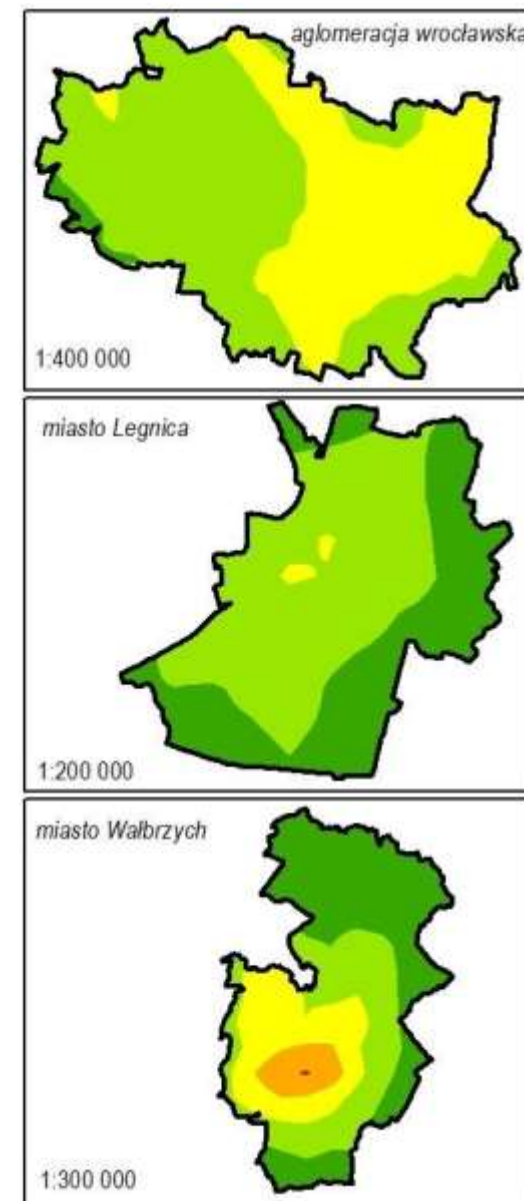 aglomeracja wrocławska
1:400 000
miasto Legnica
1:200 000
miasto Wałbrzych
1:300 000